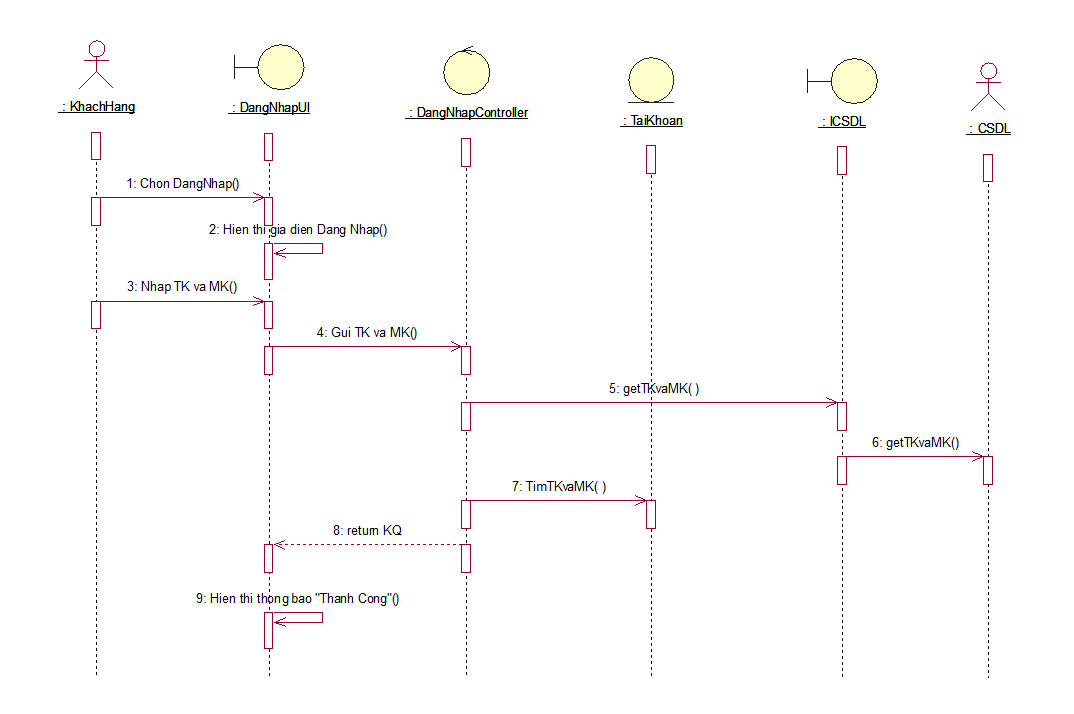 : KhachHang
: DangNhapUI
: DangNhapController
: TaiKhoan
: ICSDL
: CSDL
1: Chon DangNhap()
2: Hien thi gia dien Dang Nhap()
3: Nhap TK va MK()
4: Gui TK va MK()
5: getTKvaMK( )
6: getTKvaMK()
7: TimTKvaMK( )
8: return KQ
9: Hien thi thong bao "Thanh Cong"()